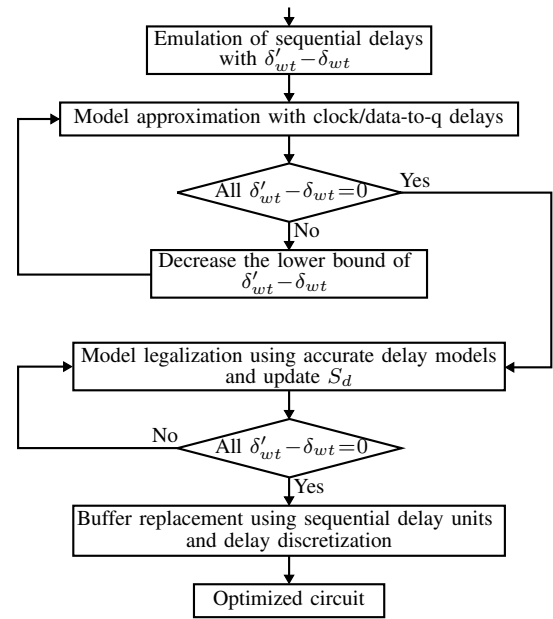 Emulation of sequential delays
with δ′wt−δwt
Model approximation with clock/data-to-q delays
All δ′wt−δwt=0
Yes
No
Decrease the lower bound of
δ′wt−δwt
Model legalization using accurate delay models
and update Sd
No
All δ′wt−δwt=0
Yes
Buffer replacement using sequential delay units
and delay discretization
Optimized circuit